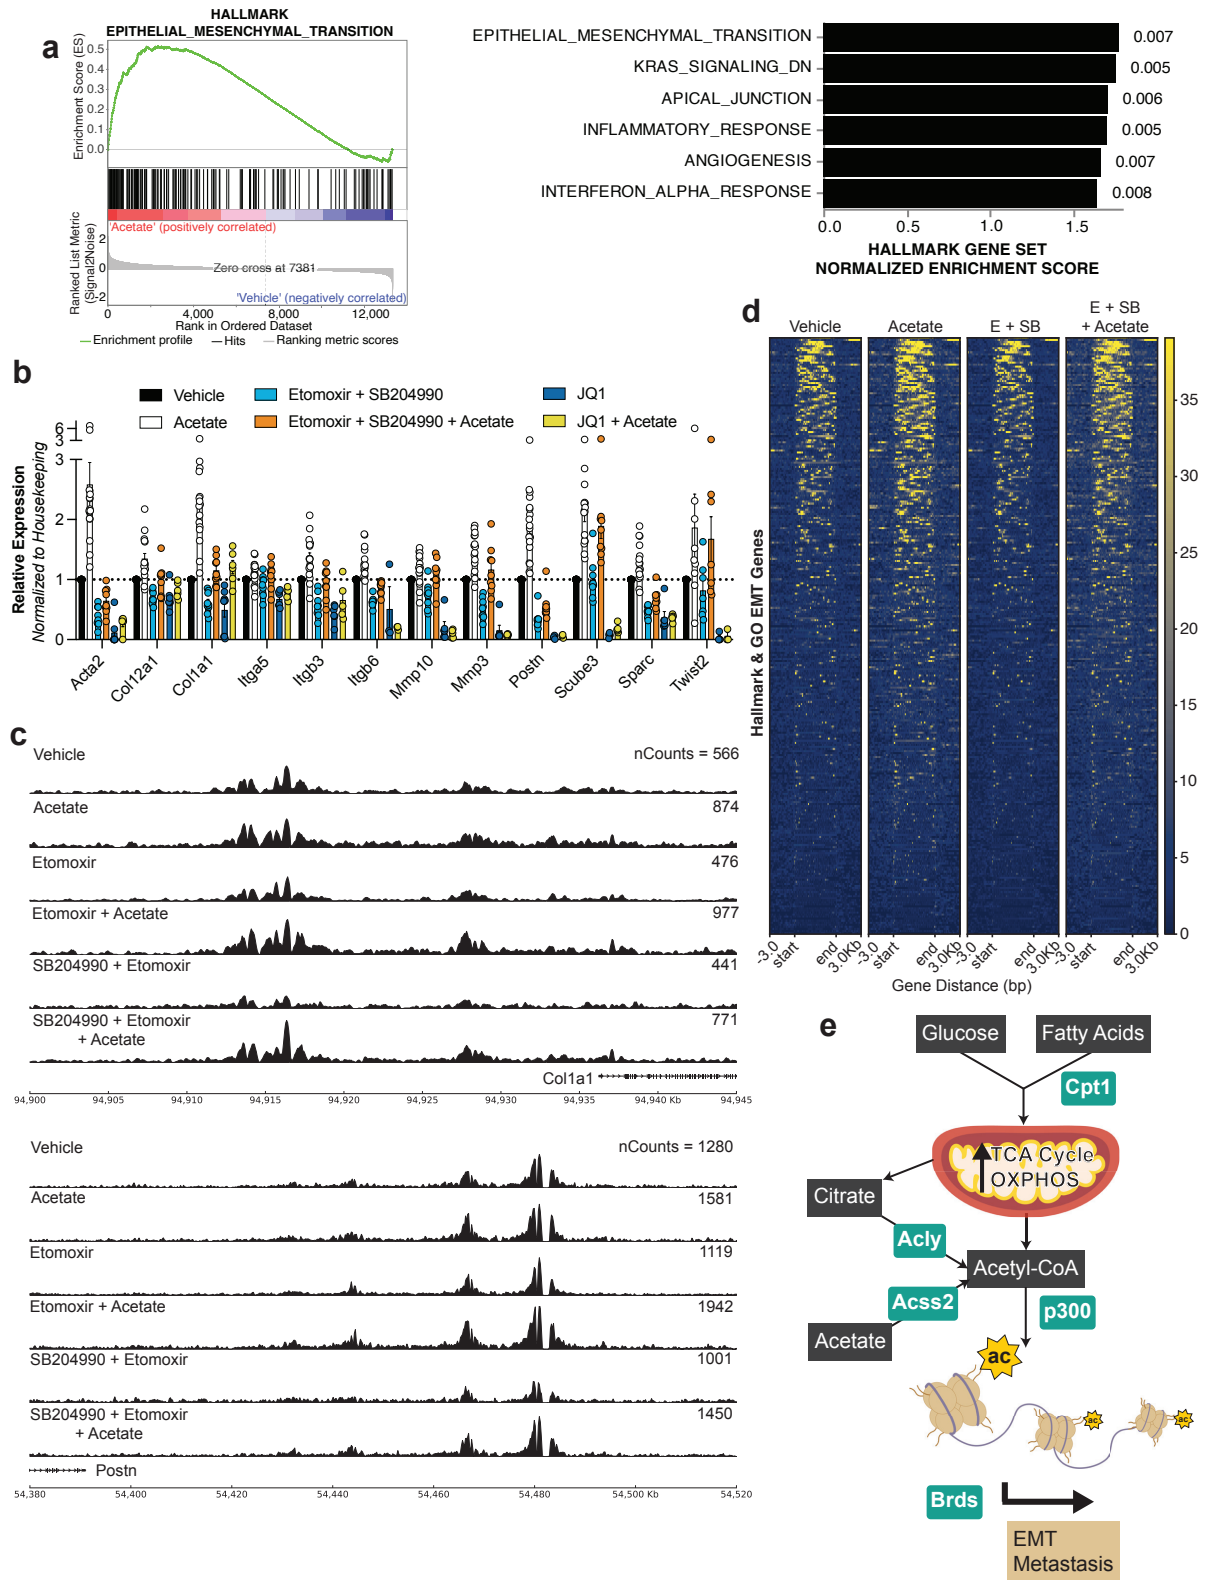 a
HALLMARK
EPITHELIAL_MESENCHYMAL_TRANSITION
Enrichment Score (ES)
0.5
0.4
0.3
0.2
0.1
0.0
'Acetate' (positively correlated)
Ranked List Metric
(Signal2Noise)
2
0
-2
Zero cross at 7381
'Vehicle' (negatively correlated)
0 4,000 8,000 12,000
Rank in Ordered Dataset
Enrichment profile Hits Ranking metric scores
EPITHELIAL_MESENCHYMAL_TRANSITION 0.007
KRAS_SIGNALING_DN 0.005
APICAL_JUNCTION 0.006
INFLAMMATORY_RESPONSE 0.005
ANGIOGENESIS 0.007
INTERFERON_ALPHA_RESPONSE 0.008
0.0 0.5 1.0 1.5
HALLMARK GENE SET
NORMALIZED ENRICHMENT SCORE
b
Vehicle Etomoxir + SB204990 JQ1
Acetate Etomoxir + SB204990 + Acetate JQ1 + Acetate
Relative Expression
Normalized to Housekeeping
6
3
3
2
1
0
Acta2 Col12a1 Col1a1 Itga5 Itgb3 Itgb6 Mmp10 Mmp3 Postn Scube3 Sparc Twist2
c
Vehicle nCounts = 566
Acetate 874
Etomoxir 476
Etomoxir + Acetate 977
SB204990 + Etomoxir 441
SB204990 + Etomoxir 771
+ Acetate
Col1a1
94,900 94,905 94,910 94,915 94,920 94,925 94,930 94,935 94,940 Kb 94,945
Vehicle nCounts = 1280
Acetate 1581
Etomoxir 1119
Etomoxir + Acetate 1942
SB204990 + Etomoxir 1001
SB204990 + Etomoxir 1450
+ Acetate
Postn
54,380 54,400 54,420 54,440 54,460 54,480 54,500 Kb 54,520
d
Vehicle Acetate E + SB E + SB
+ Acetate
Hallmark & GO EMT Genes
35
30
25
20
15
10
5
0
-3.0 start end 3.0Kb -3.0 start end 3.0Kb -3.0 start end 3.0Kb -3.0 start end 3.0Kb
Gene Distance (bp)
e
Glucose Fatty Acids
Cpt1
TCA Cycle
OXPHOS
Citrate
Acly
Acetyl-CoA
Acss2
p300
Acetate
ac
ac
ac
Brds
EMT
Metastasis